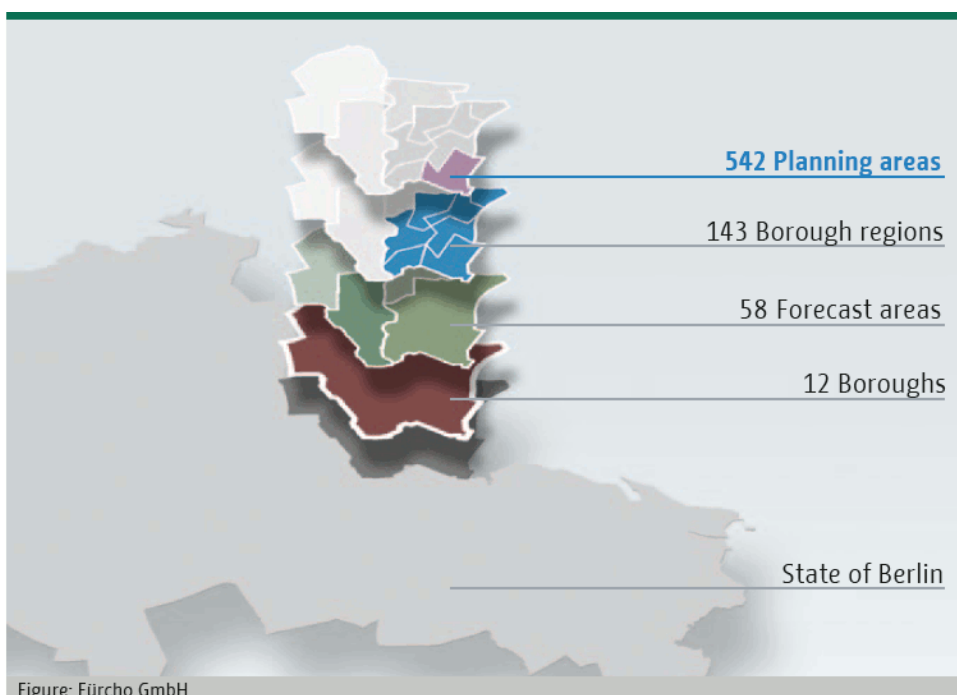 542 Planning areas
143 Borough regions
58 Forecast areas
12 Boroughs
State of Berlin
Figure: Fürcho GmbH